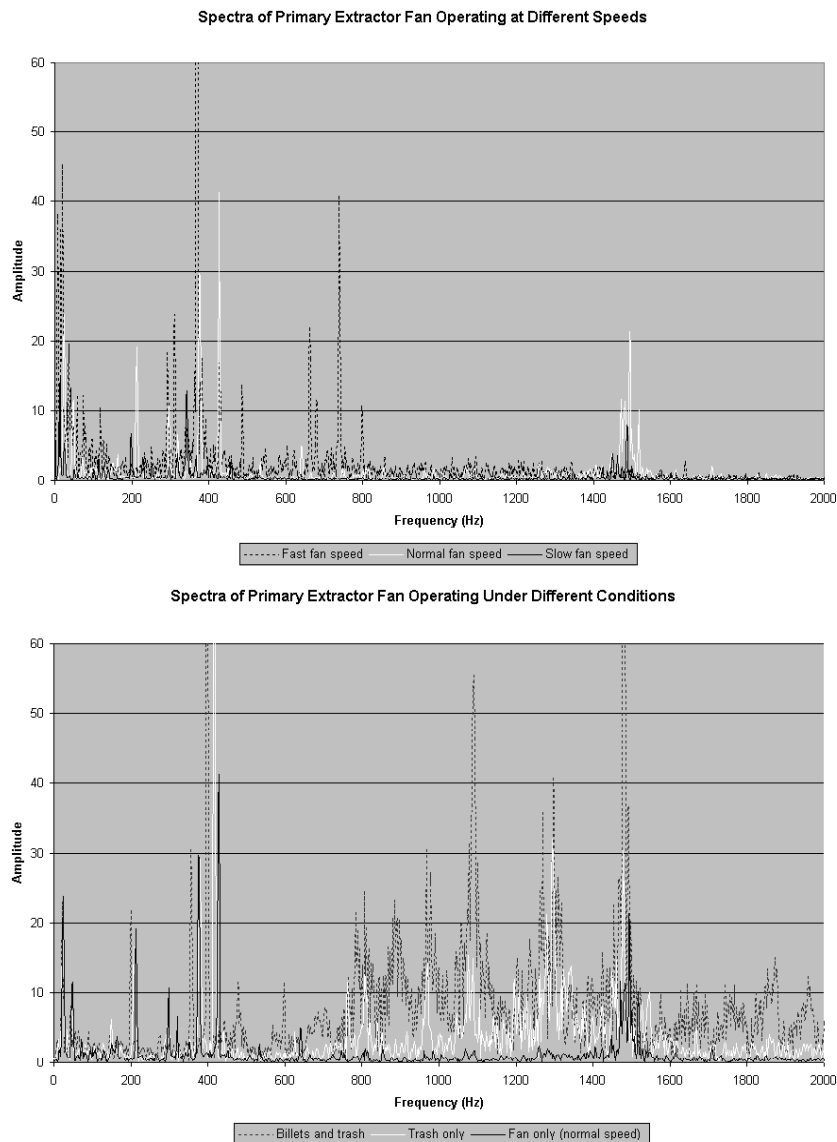 Spectra of Primary Extractor Fan Operating at Different Speeds
60
50
40
30
20
10
0
Amplitude
0 200 400 600 800 1000 1200 1400 1600 1800 2000
Frequency (Hz)
Fast fan speed Normal fan speed Slow fan speed
Spectra of Primary Extractor Fan Operating Under Different Conditions
60
50
40
30
20
10
0
Amplitude
0 200 400 600 800 1000 1200 1400 1600 1800 2000
Frequency (Hz)
Billets and trash Trash only Fan only (normal speed)